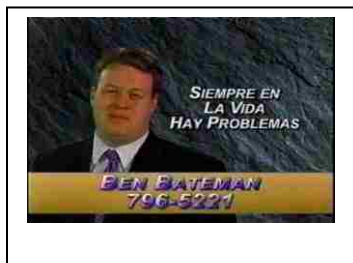 SIEMPRE EN
LA VIDA
HAY PROBLEMAS
BEN BATEMAN
796-5221